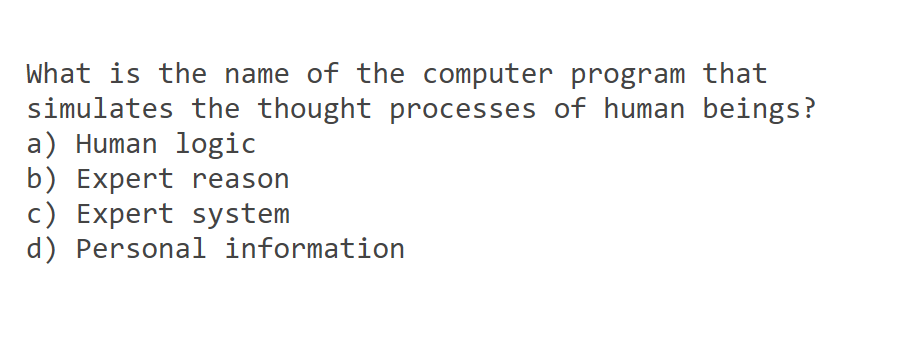 What is the name of the computer program that
simulates the thought processes of human beings?
a) Human logic
b) Expert reason
c) Expert system
d) Personal information